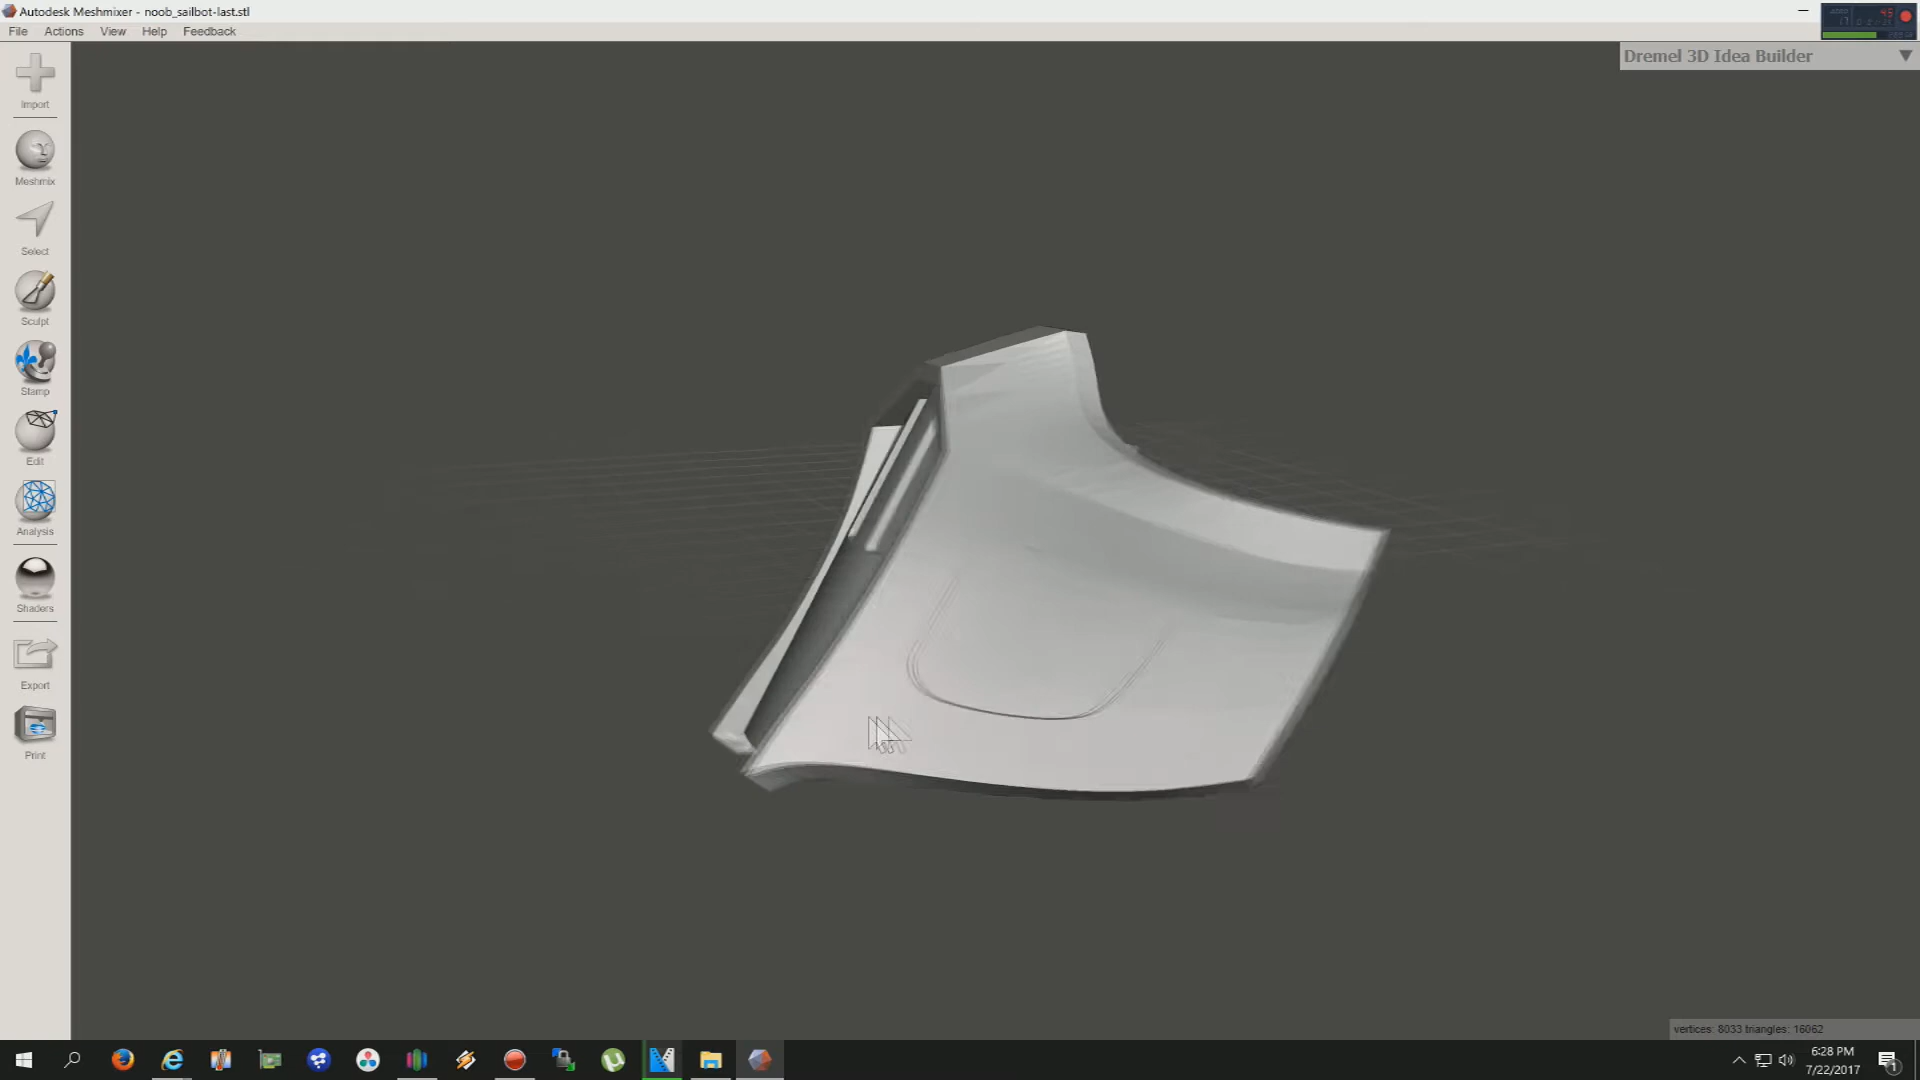 Autodesk Meshmixer - noob_sailbot-last.stl
File Actions View Help Feedback
Dremel 3D Idea Builder
Import
Meshmix
Select
Sculpt
Stamp
Edit
Analysis
Shaders
Export
Print
vertices: 8033 triangles: 16062
6:28 PM
7/22/2017